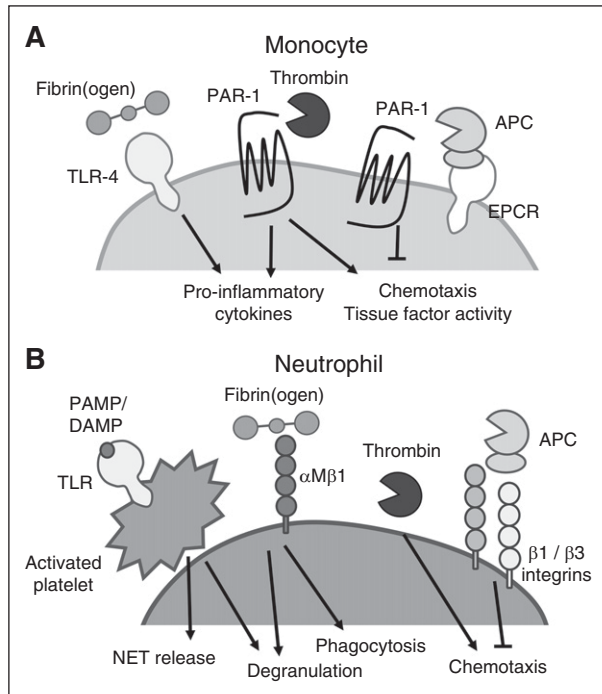 A
Monocyte
Fibrin(ogen)
Thrombin
PAR-1
PAR-1
APC
TLR-4
EPCR
Pro-inflammatory
cytokines
Chemotaxis
Tissue factor activity
B
Neutrophil
PAMP/
DAMP
Fibrin(ogen)
Thrombin
APC
TLR
αMβ1
Activated
platelet
β1 / β3
integrins
NET release
Degranulation
Phagocytosis
Chemotaxis